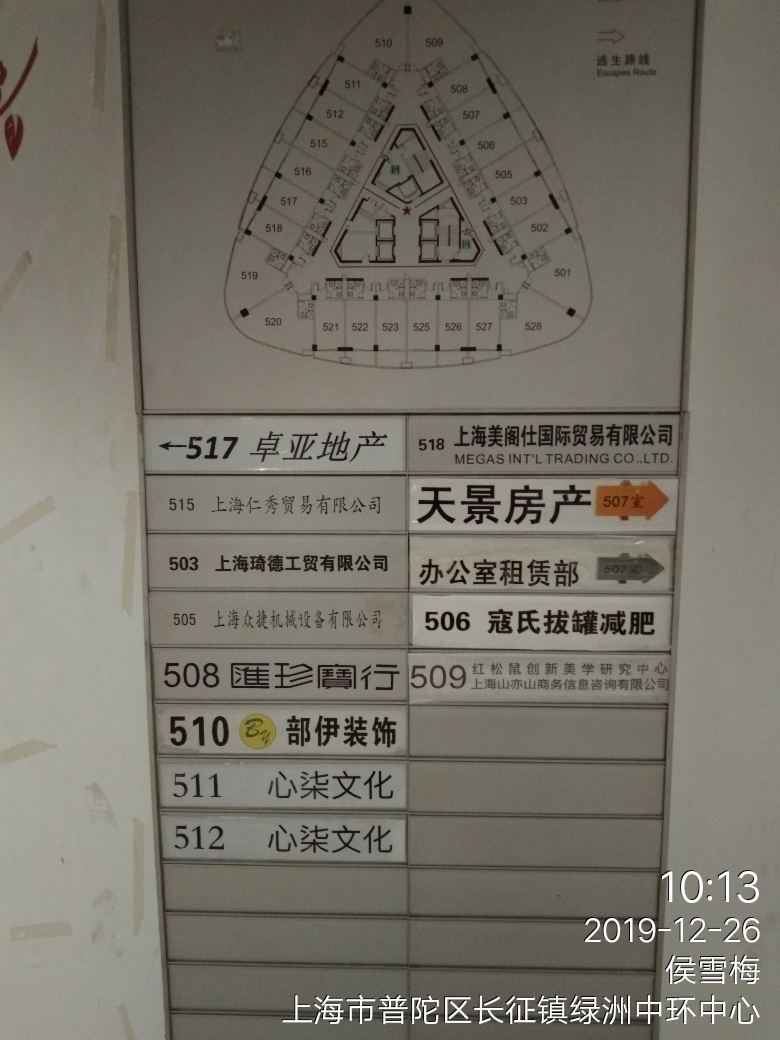 逃生路线
Escapes Route
510
509
511
508
512
507
515
506
516
505
517
503
518
502
519
501
520
521
522
523
525
526
527
528
←517 卓亚地产
518 上海美阁仕国际贸易有限公司
MEGAS INT'L TRADING CO.,LTD.
515 上海仁秀贸易有限公司
天景房产 507室
503 上海琦德工贸有限公司
办公室租赁部 507室
505 上海众捷机械设备有限公司
506 寇氏拔罐减肥
508 匯珍寶行
509 红松鼠创新美学研究中心
上海山亦山商务信息咨询有限公司
510 By 部伊装饰
511 心柒文化
512 心柒文化
10:13
2019-12-26
侯雪梅
上海市普陀区长征镇绿洲中环中心